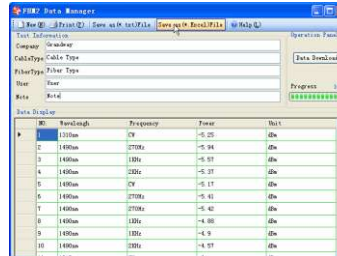 FHM2 Data Manager
New(N) Print(P) Save as(*.txt)File Save as(*.Excel)File Help(L)
Test Information
Operation Panel
Company Grandway
CableType Cable Type
Data Download
FiberType Fiber Type
User User
Progress
Note Note
Data Display
NO. Wavelengh Frequency Power Unit
1 1310nm CW -5.25 dBm
2 1490nm 270Hz -5.94 dBm
3 1490nm 1KHz -5.57 dBm
4 1490nm 2KHz -5.37 dBm
5 1490nm CW -5.17 dBm
6 1490nm 270Hz -5.41 dBm
7 1490nm 270Hz -5.42 dBm
8 1490nm 1KHz -4.88 dBm
9 1490nm 1KHz -4.9 dBm
10 1490nm 1KHz -4.57 dBm